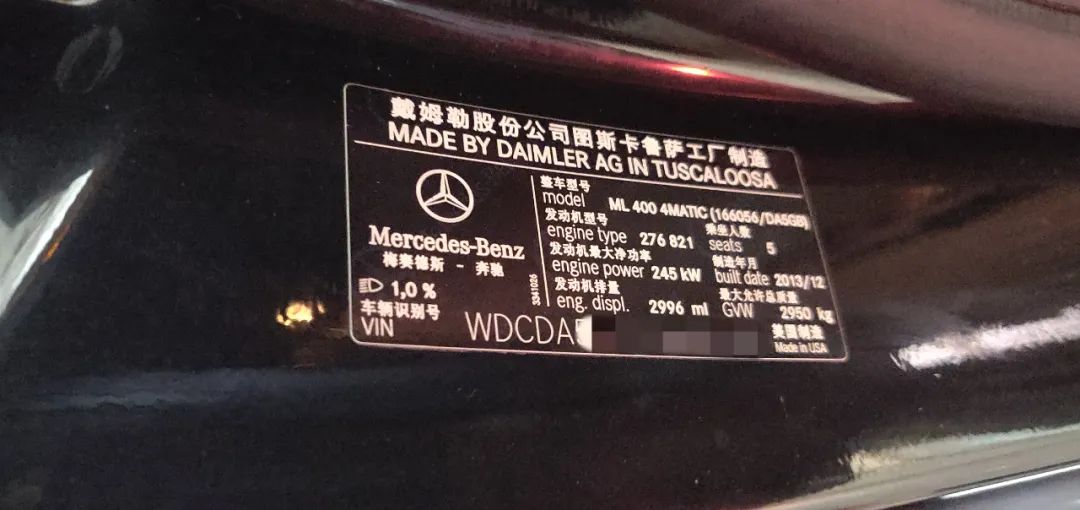 戴姆勒股份公司图斯卡鲁萨工厂制造
MADE BY DAIMLER AG IN TUSCALOOSA
Mercedes-Benz
梅赛德斯 - 奔驰
1,0 %
3341026
整车型号
model ML 400 4MATIC (166056/DA5GB)
发动机型号 乘坐人数
engine type 276 821 seats 5
发动机最大净功率 制造年月
engine power 245 kW built date 2013/12
发动机排量 最大允许总质量
eng. displ. 2996 ml GVW 2950 kg
车辆识别号 美国制造
VIN WDCDA Made in USA